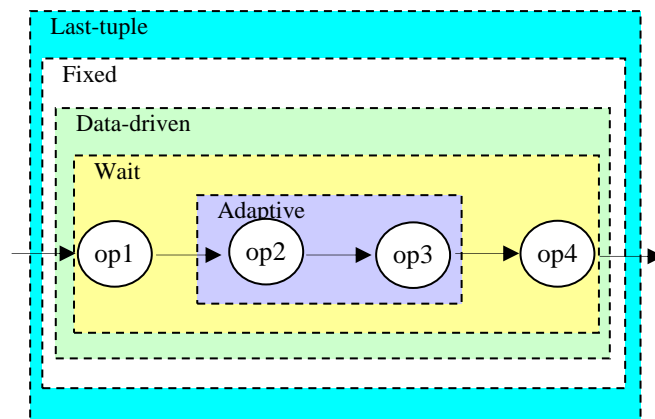 Last-tuple
Fixed
Data-driven
Wait
Adaptive
op1
op2
op3
op4